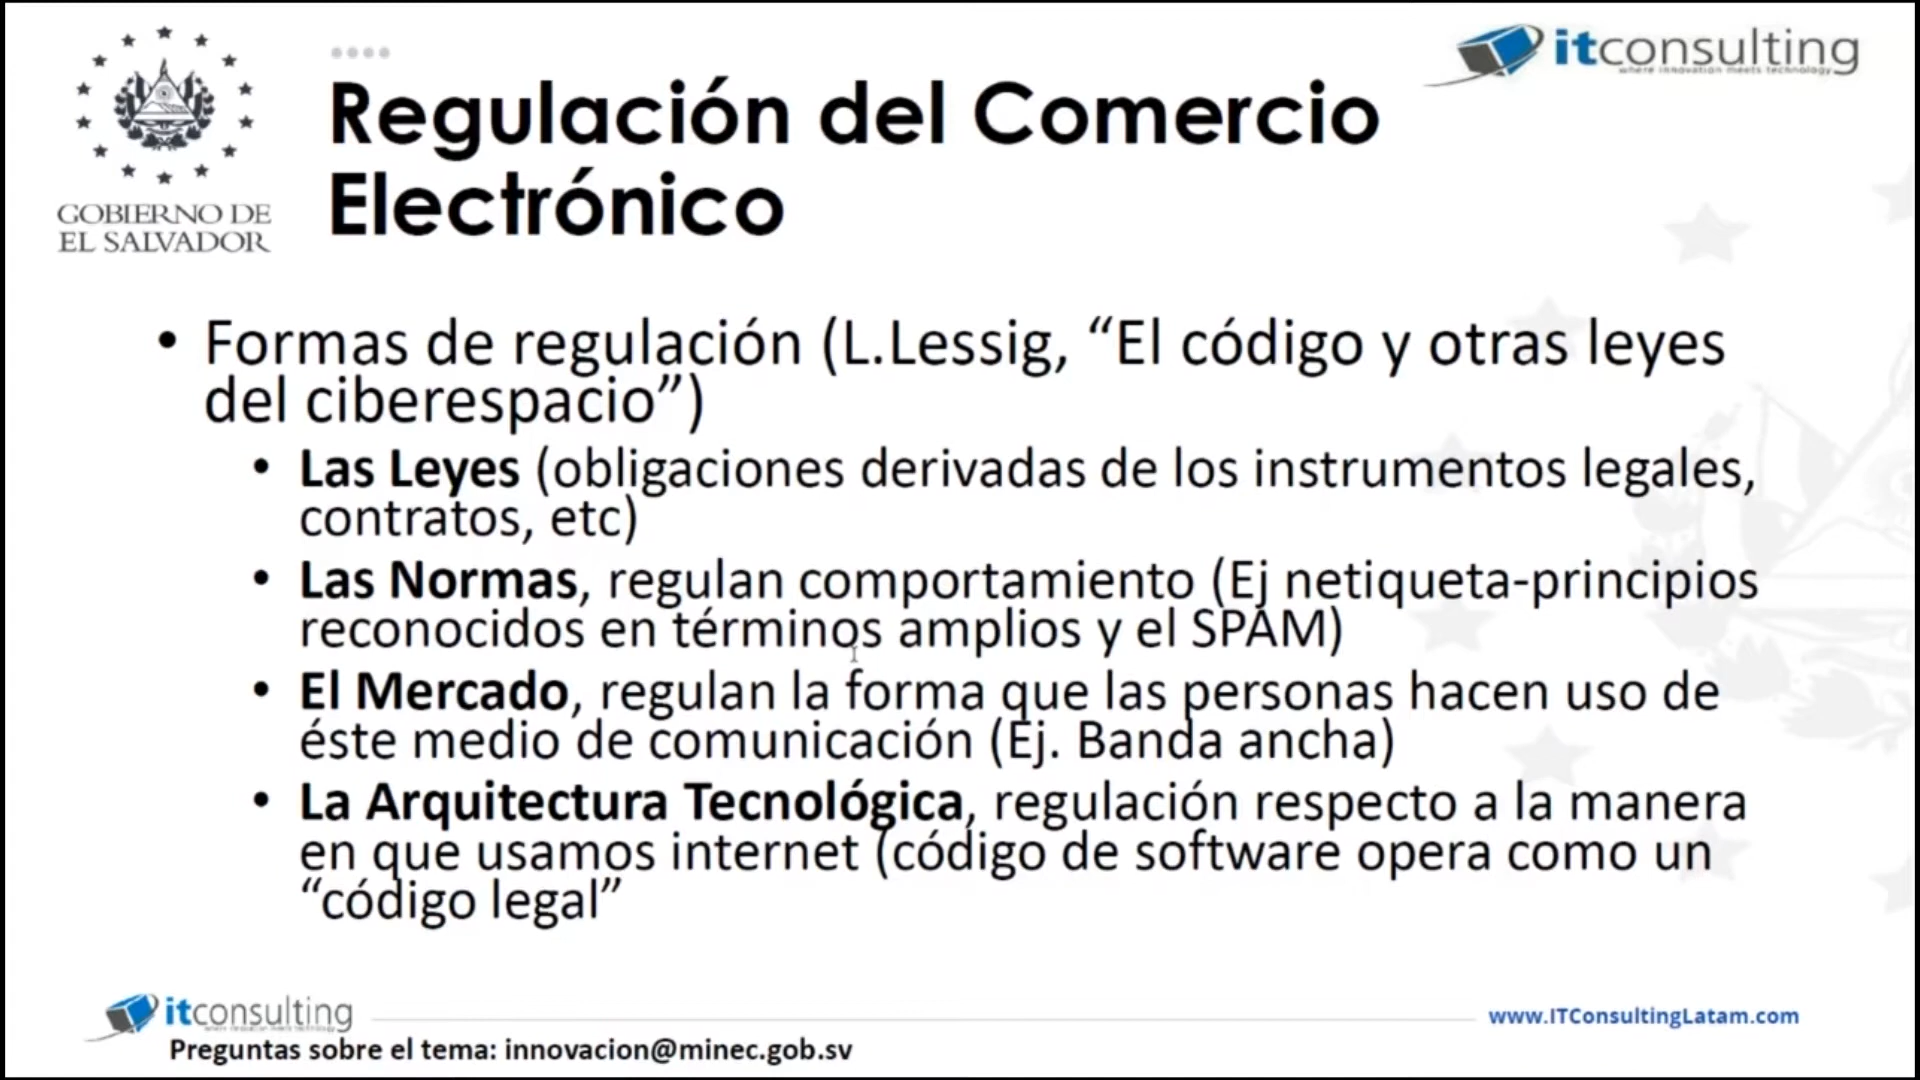 GOBIERNO DE
EL SALVADOR
itconsulting
where innovation meets technology
Regulación del Comercio
Electrónico
• Formas de regulación (L.Lessig, “El código y otras leyes
del ciberespacio”)
• Las Leyes (obligaciones derivadas de los instrumentos legales,
contratos, etc)
• Las Normas, regulan comportamiento (Ej netiqueta-principios
reconocidos en términos amplios y el SPAM)
• El Mercado, regulan la forma que las personas hacen uso de
éste medio de comunicación (Ej. Banda ancha)
• La Arquitectura Tecnológica, regulación respecto a la manera
en que usamos internet (código de software opera como un
“código legal”
itconsulting
www.ITConsultingLatam.com
Preguntas sobre el tema: innovacion@minec.gob.sv